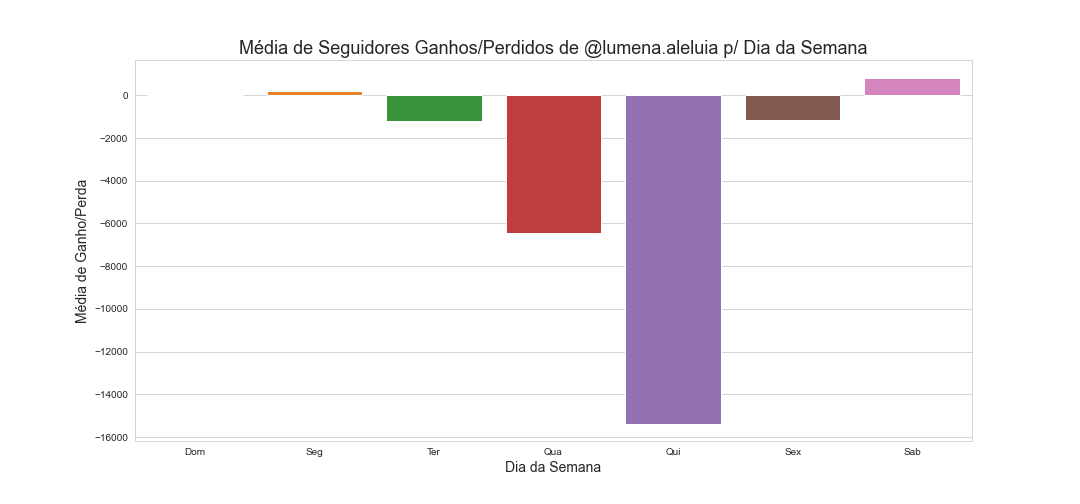 Média de Seguidores Ganhos/Perdidos de @lumena.aleluia p/ Dia da Semana
Média de Ganho/Perda
0
−2000
−4000
−6000
−8000
−10000
−12000
−14000
−16000
Dom Seg Ter Qua Qui Sex Sab
Dia da Semana